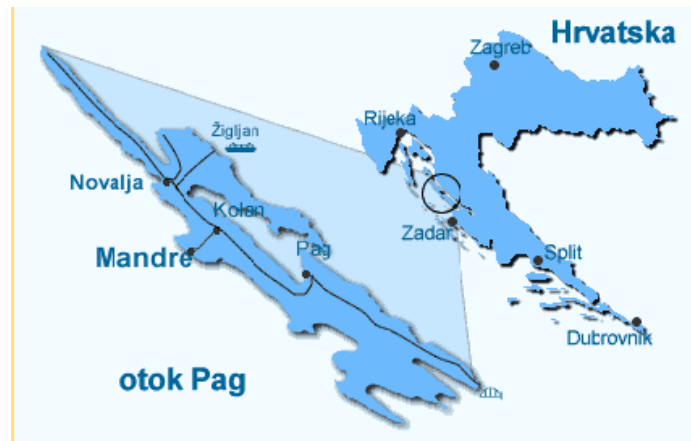 Hrvatska
Zagreb
Rijeka
Žigljan
Novalja
Kolan
Zadar
Mandre
Pag
Split
Dubrovnik
otok Pag